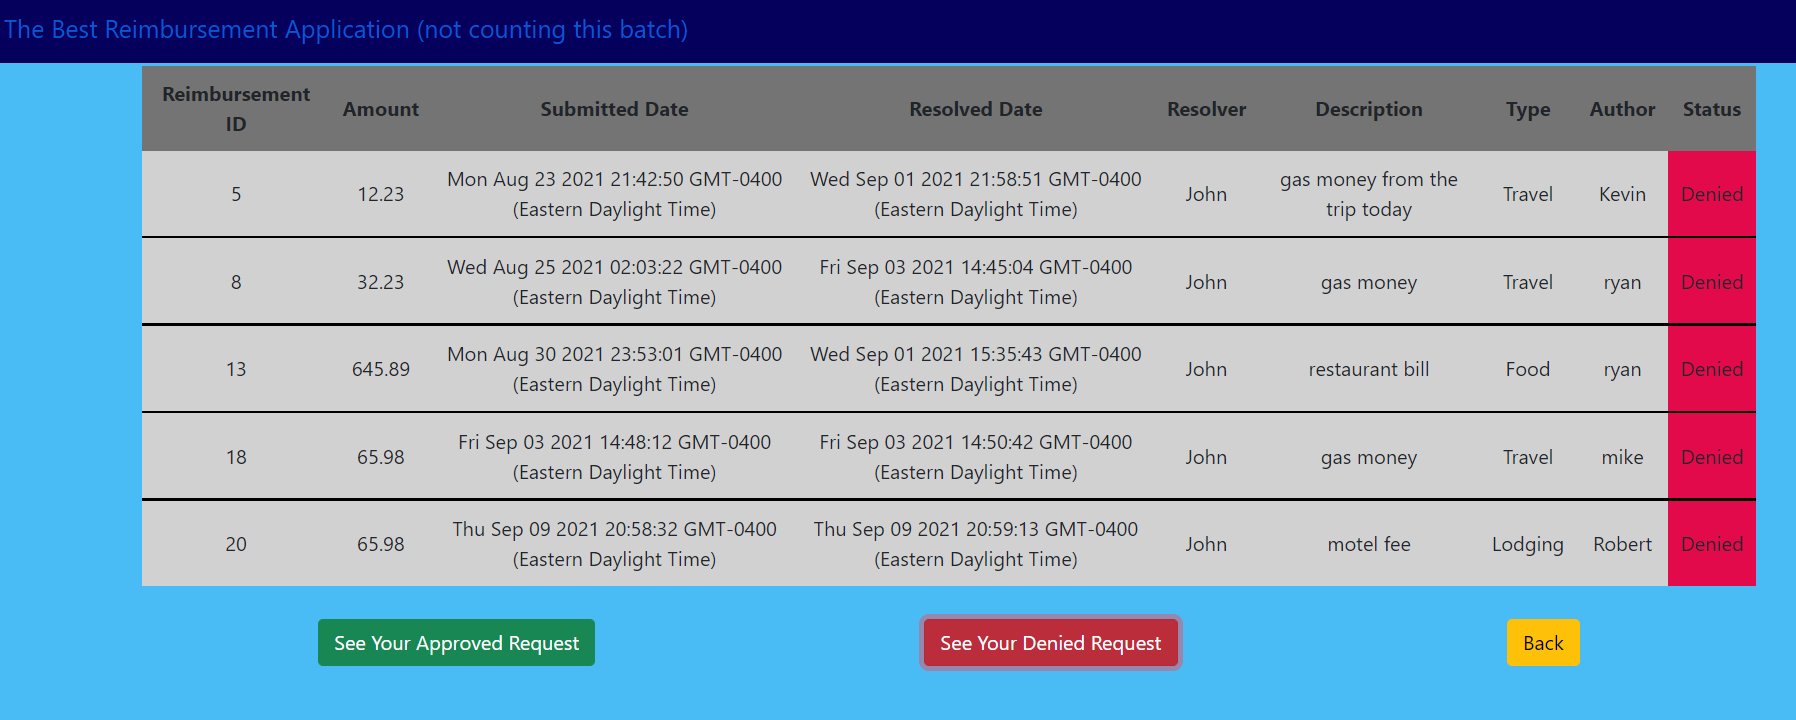 The Best Reimbursement Application (not counting this batch)
Reimbursement ID Amount Submitted Date Resolved Date Resolver Description Type Author Status
5 12.23 Mon Aug 23 2021 21:42:50 GMT-0400 (Eastern Daylight Time) Wed Sep 01 2021 21:58:51 GMT-0400 (Eastern Daylight Time) John gas money from the trip today Travel Kevin Denied
8 32.23 Wed Aug 25 2021 02:03:22 GMT-0400 (Eastern Daylight Time) Fri Sep 03 2021 14:45:04 GMT-0400 (Eastern Daylight Time) John gas money Travel ryan Denied
13 645.89 Mon Aug 30 2021 23:53:01 GMT-0400 (Eastern Daylight Time) Wed Sep 01 2021 15:35:43 GMT-0400 (Eastern Daylight Time) John restaurant bill Food ryan Denied
18 65.98 Fri Sep 03 2021 14:48:12 GMT-0400 (Eastern Daylight Time) Fri Sep 03 2021 14:50:42 GMT-0400 (Eastern Daylight Time) John gas money Travel mike Denied
20 65.98 Thu Sep 09 2021 20:58:32 GMT-0400 (Eastern Daylight Time) Thu Sep 09 2021 20:59:13 GMT-0400 (Eastern Daylight Time) John motel fee Lodging Robert Denied
See Your Approved Request See Your Denied Request Back